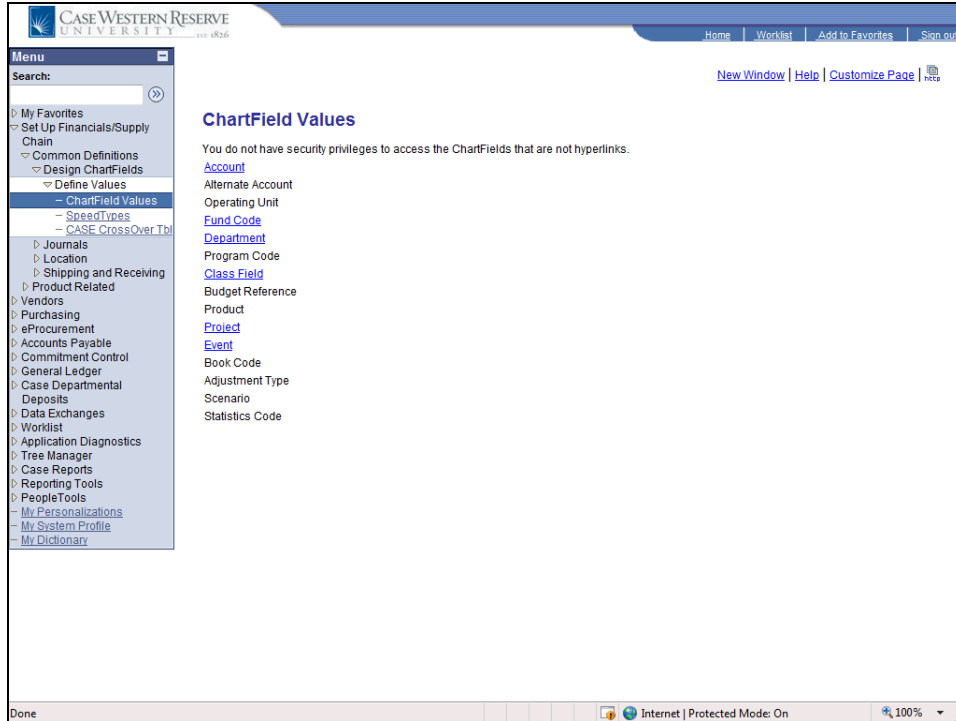 CASE WESTERN RESERVE
UNIVERSITY EST 1826
Home | Worklist | Add to Favorites | Sign out
Menu
Search:
New Window | Help | Customize Page | http
My Favorites
Set Up Financials/Supply
Chain
Common Definitions
Design ChartFields
Define Values
– ChartField Values
– SpeedTypes
– CASE CrossOver Tbl
Journals
Location
Shipping and Receiving
Product Related
Vendors
Purchasing
eProcurement
Accounts Payable
Commitment Control
General Ledger
Case Departmental
Deposits
Data Exchanges
Worklist
Application Diagnostics
Tree Manager
Case Reports
Reporting Tools
PeopleTools
– My Personalizations
– My System Profile
– My Dictionary
ChartField Values
You do not have security privileges to access the ChartFields that are not hyperlinks.
Account
Alternate Account
Operating Unit
Fund Code
Department
Program Code
Class Field
Budget Reference
Product
Project
Event
Book Code
Adjustment Type
Scenario
Statistics Code
Done
Internet | Protected Mode: On
100%